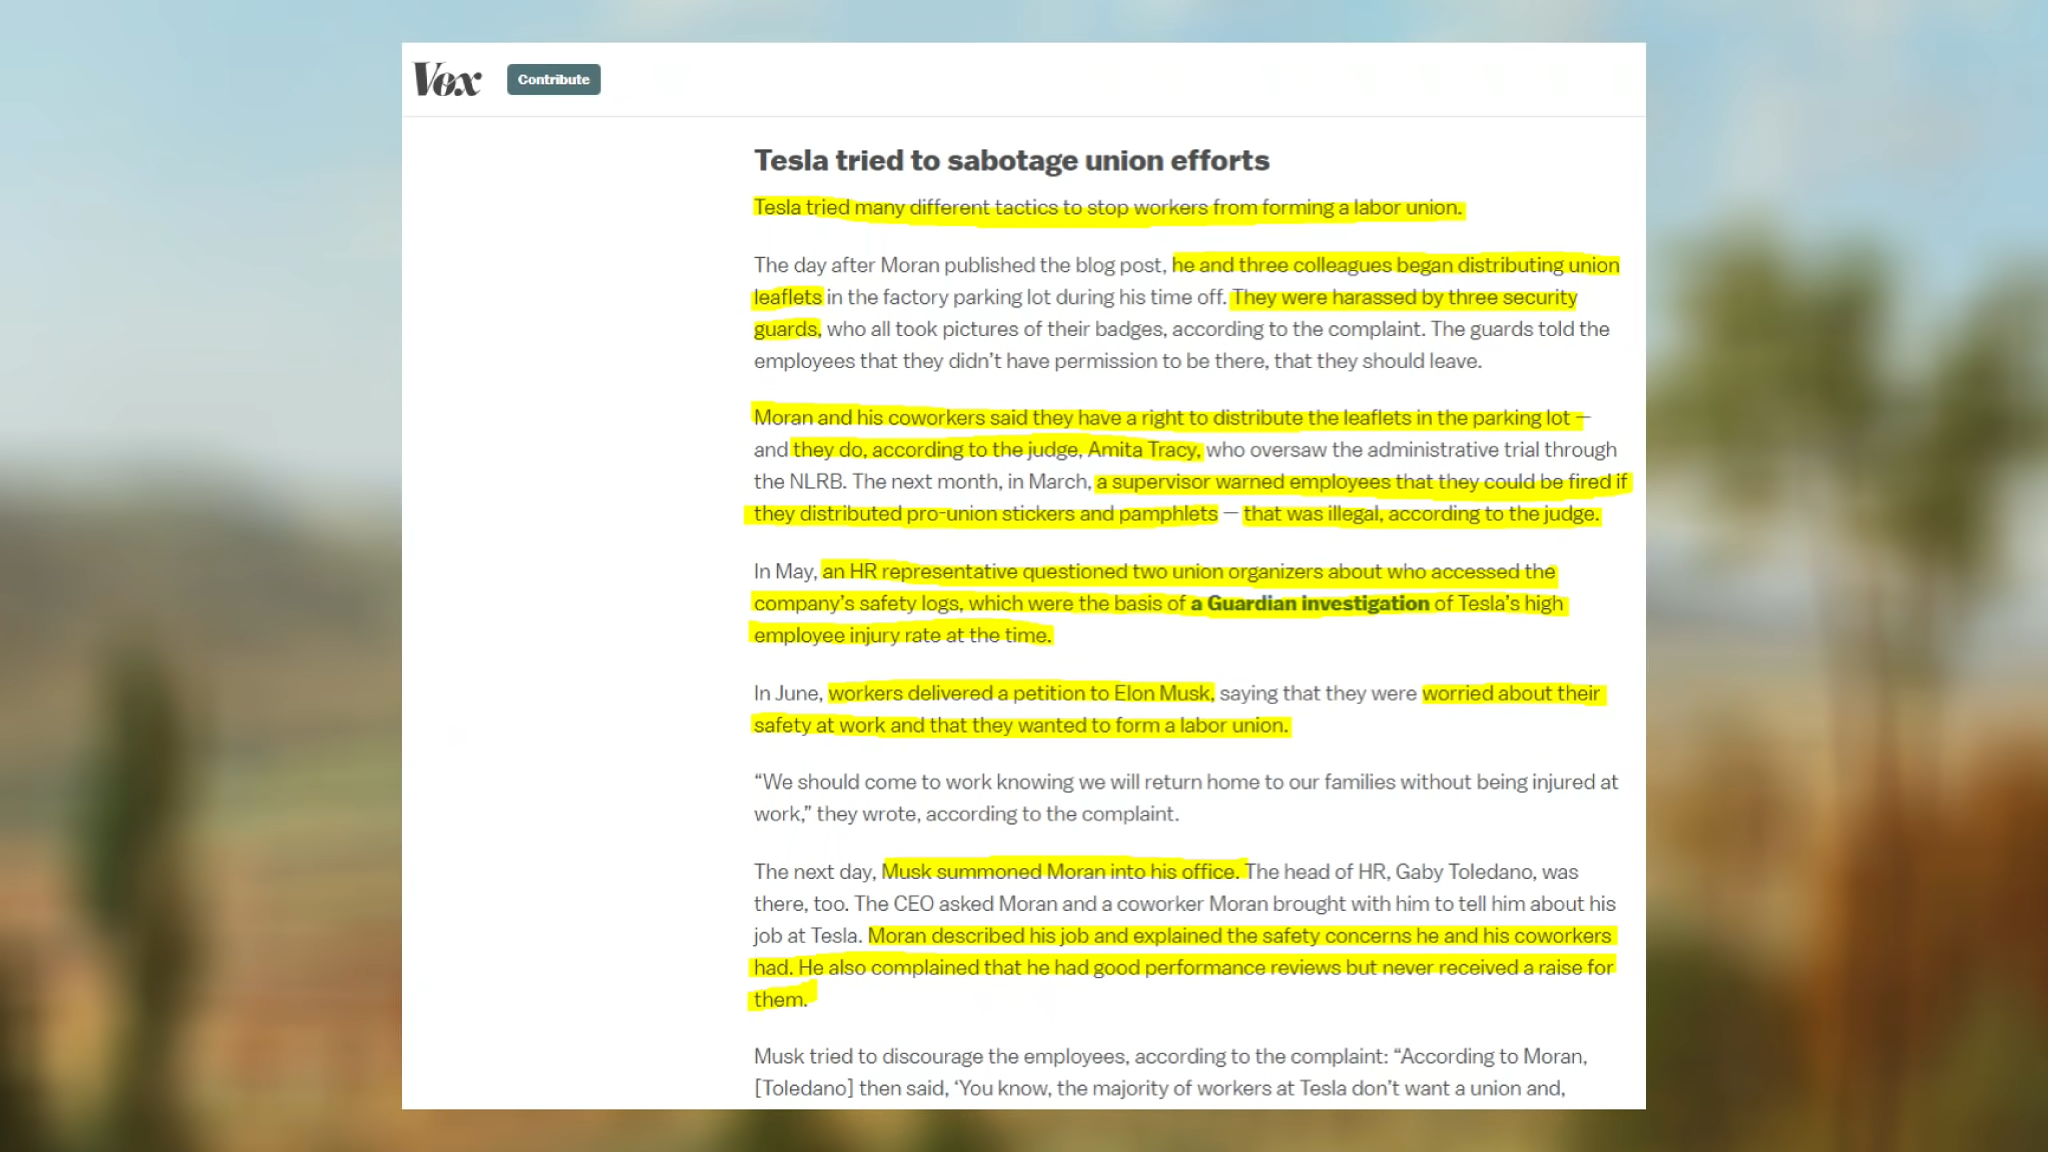 Vox
Contribute
Tesla tried to sabotage union efforts
Tesla tried many different tactics to stop workers from forming a labor union.
The day after Moran published the blog post, he and three colleagues began distributing union
leaflets in the factory parking lot during his time off. They were harassed by three security
guards, who all took pictures of their badges, according to the complaint. The guards told the
employees that they didn’t have permission to be there, that they should leave.
Moran and his coworkers said they have a right to distribute the leaflets in the parking lot —
and they do, according to the judge, Amita Tracy, who oversaw the administrative trial through
the NLRB. The next month, in March, a supervisor warned employees that they could be fired if
they distributed pro-union stickers and pamphlets — that was illegal, according to the judge.
In May, an HR representative questioned two union organizers about who accessed the
company’s safety logs, which were the basis of a Guardian investigation of Tesla’s high
employee injury rate at the time.
In June, workers delivered a petition to Elon Musk, saying that they were worried about their
safety at work and that they wanted to form a labor union.
“We should come to work knowing we will return home to our families without being injured at
work,” they wrote, according to the complaint.
The next day, Musk summoned Moran into his office. The head of HR, Gaby Toledano, was
there, too. The CEO asked Moran and a coworker Moran brought with him to tell him about his
job at Tesla. Moran described his job and explained the safety concerns he and his coworkers
had. He also complained that he had good performance reviews but never received a raise for
them.
Musk tried to discourage the employees, according to the complaint: “According to Moran,
[Toledano] then said, ‘You know, the majority of workers at Tesla don’t want a union and,